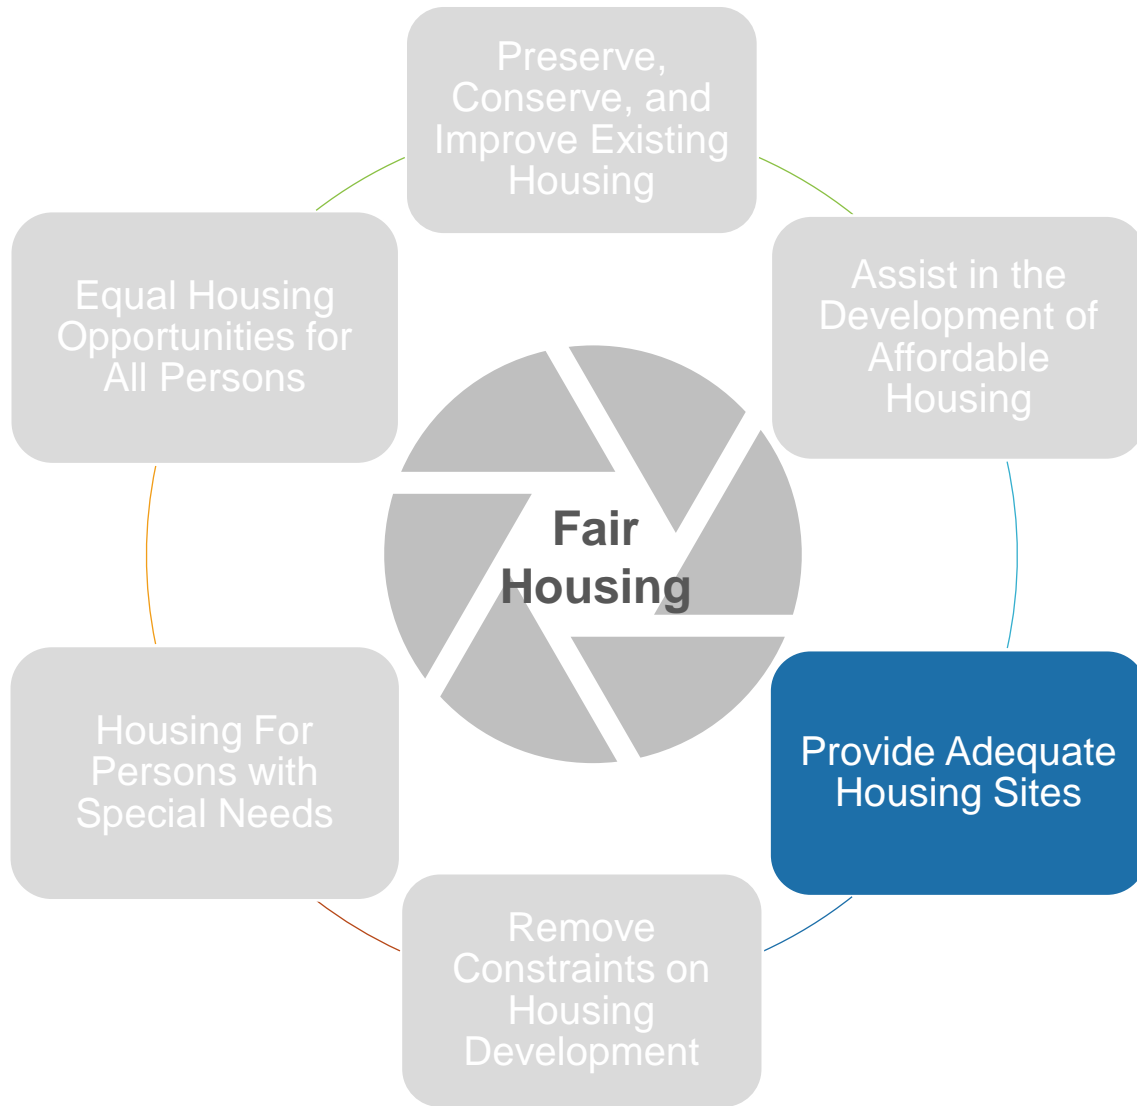 Preserve,
Conserve, and
Improve Existing
Housing
Assist in the
Development of
Affordable
Housing
Provide Adequate
Housing Sites
Remove
Constraints on
Housing
Development
Housing For
Persons with
Special Needs
Equal Housing
Opportunities for
All Persons
Fair
Housing